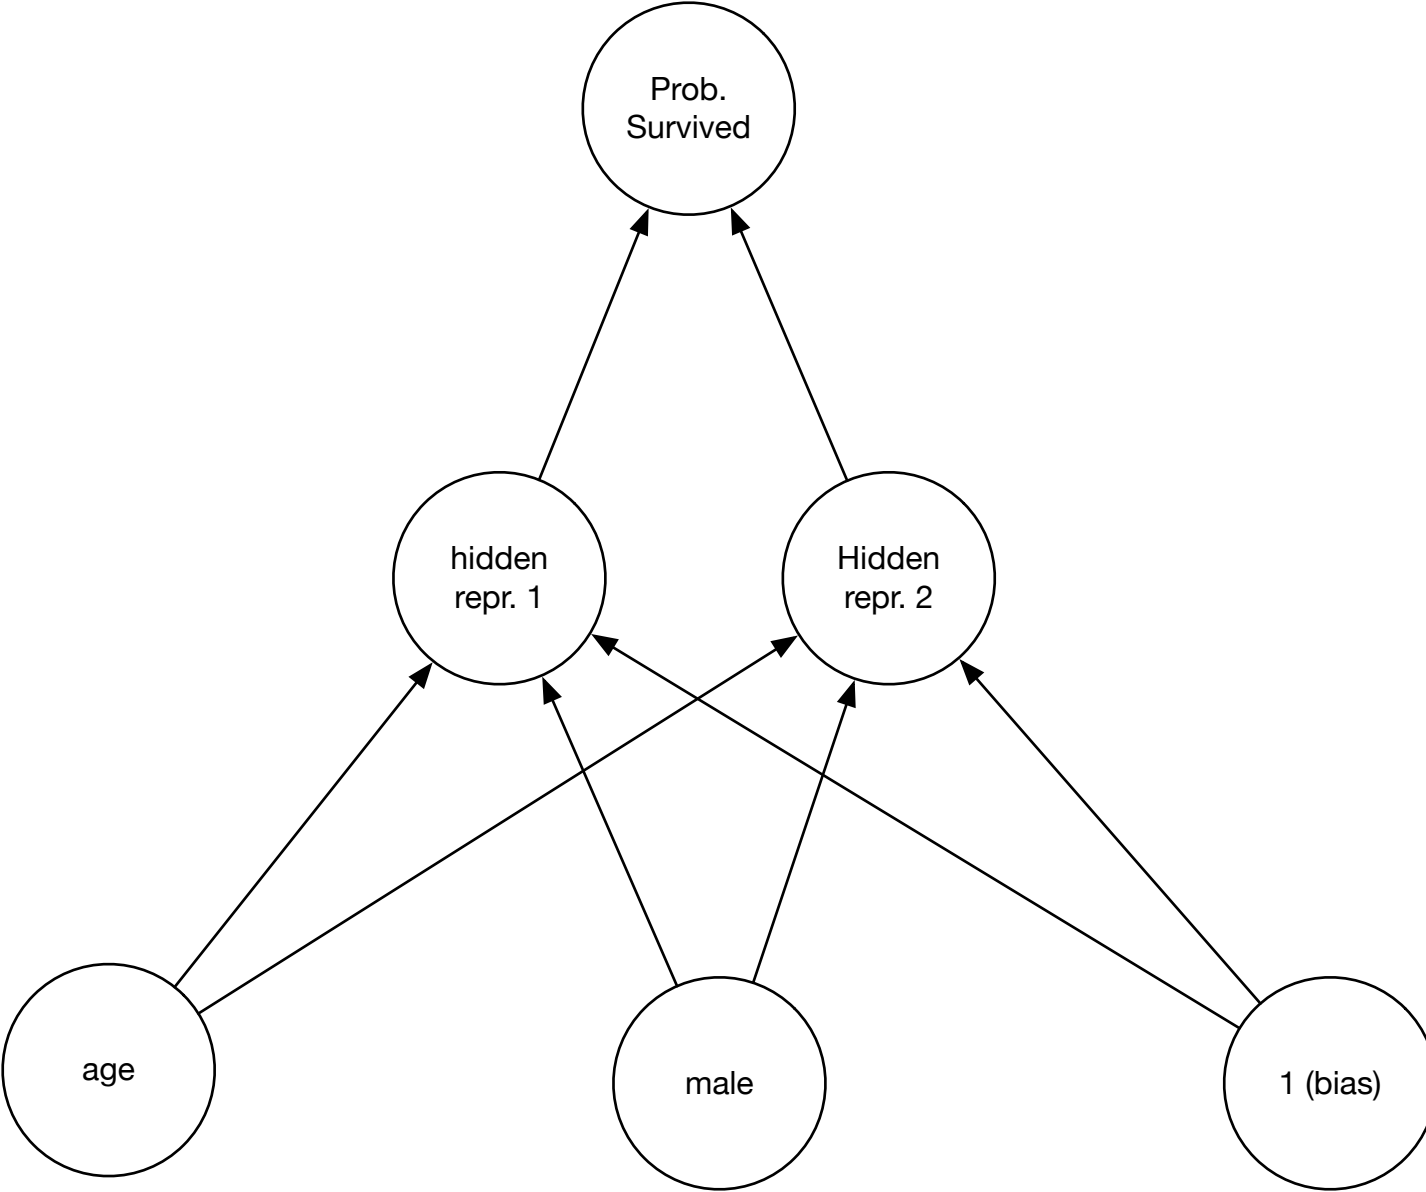 Prob.
Survived
hidden
repr. 1
Hidden
repr. 2
age
male
1 (bias)